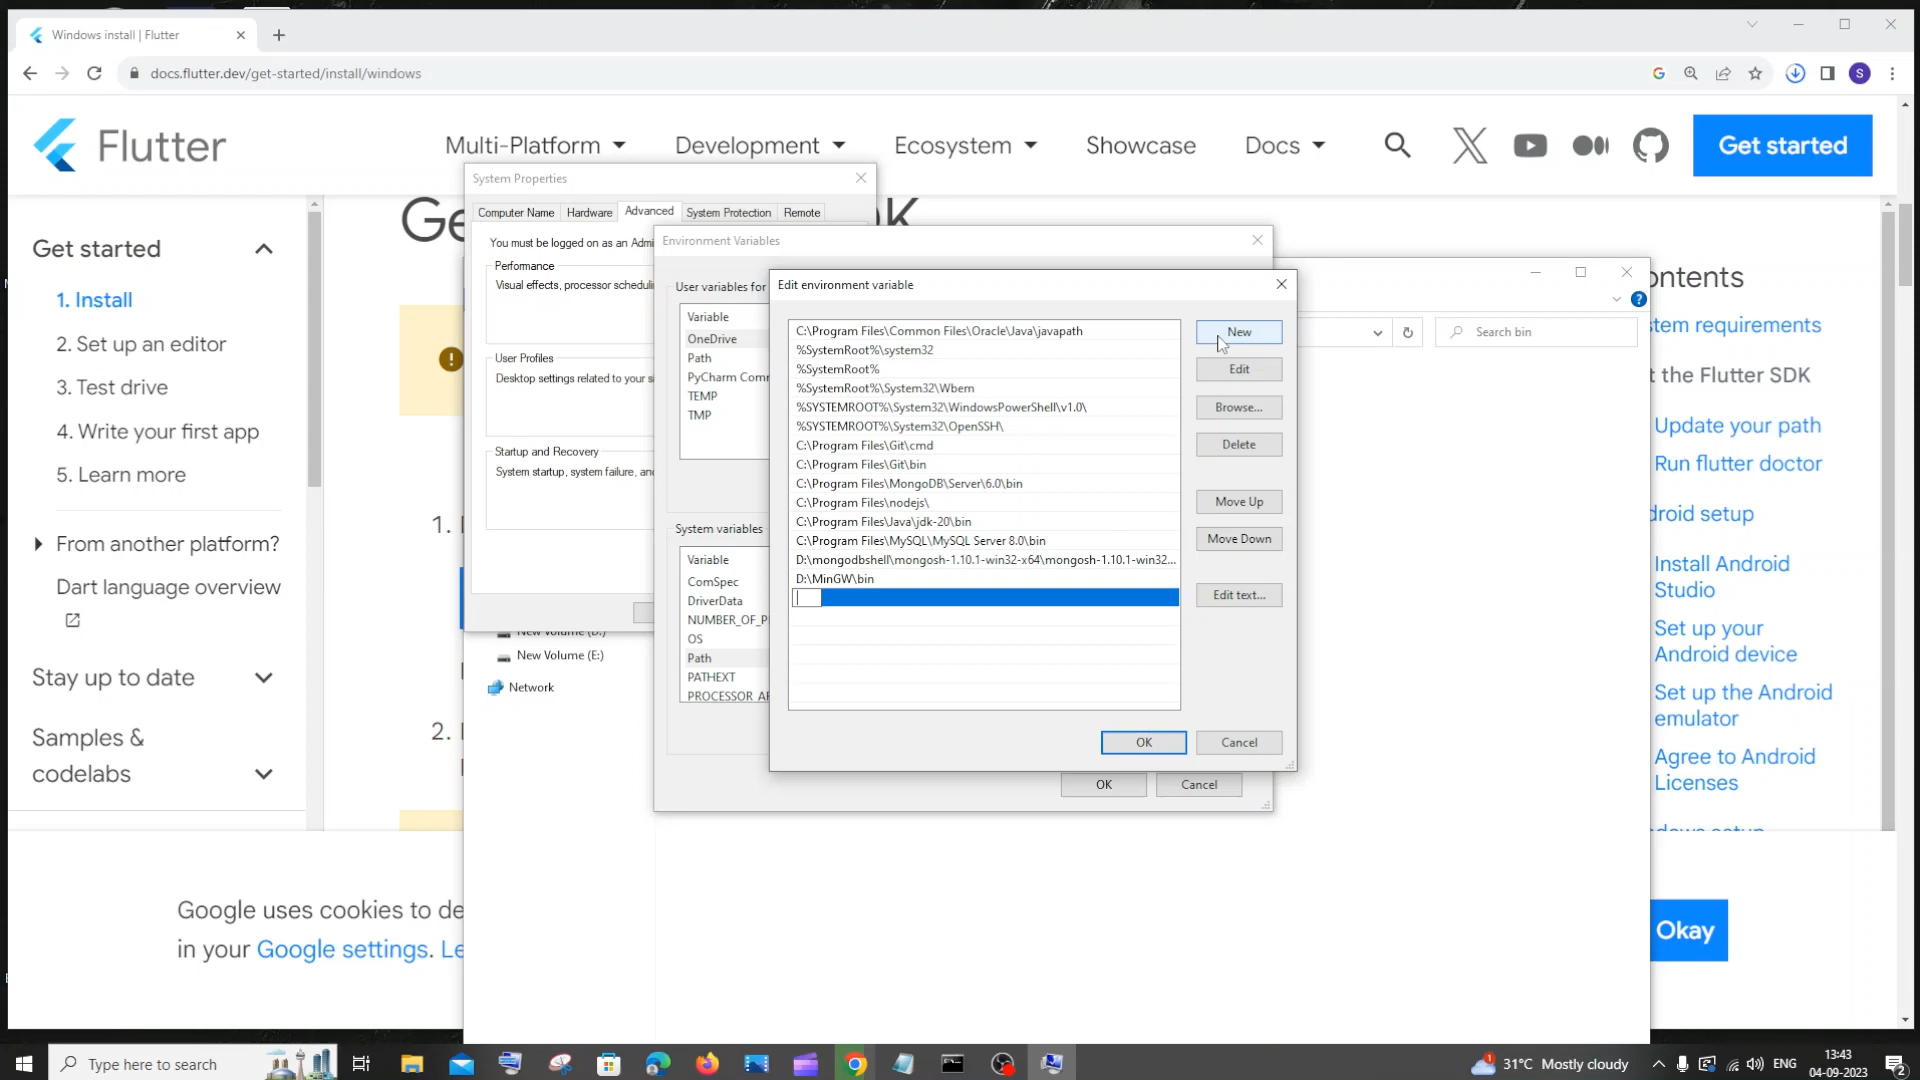 Windows install | Flutter
docs.flutter.dev/get-started/install/windows
S
Flutter
Multi-Platform
Development
Ecosystem
Showcase
Docs
Get started
Get started
1. Install
2. Set up an editor
3. Test drive
4. Write your first app
5. Learn more
From another platform?
Dart language overview
Stay up to date
Samples &
codelabs
Ge
K
1.
2.
System Properties
Computer Name
Hardware
Advanced
System Protection
Remote
You must be logged on as an Admi
Performance
Visual effects, processor scheduli
User Profiles
Desktop settings related to your s
Startup and Recovery
System startup, system failure, and
New Volume (D:)
New Volume (E:)
Network
Environment Variables
User variables for
Variable
OneDrive
Path
PyCharm Comm
TEMP
TMP
System variables
Variable
ComSpec
DriverData
NUMBER_OF_P
OS
Path
PATHEXT
PROCESSOR_AR
OK
Cancel
Edit environment variable
C:\Program Files\Common Files\Oracle\Java\javapath
%SystemRoot%\system32
%SystemRoot%
%SystemRoot%\System32\Wbem
%SYSTEMROOT%\System32\WindowsPowerShell\v1.0\
%SYSTEMROOT%\System32\OpenSSH\
C:\Program Files\Git\cmd
C:\Program Files\Git\bin
C:\Program Files\MongoDB\Server\6.0\bin
C:\Program Files\nodejs\
C:\Program Files\Java\jdk-20\bin
C:\Program Files\MySQL\MySQL Server 8.0\bin
D:\mongodbshell\mongosh-1.10.1-win32-x64\mongosh-1.10.1-win32...
D:\MinGW\bin
New
Edit
Browse...
Delete
Move Up
Move Down
Edit text...
OK
Cancel
Search bin
ontents
stem requirements
t the Flutter SDK
Update your path
Run flutter doctor
droid setup
Install Android
Studio
Set up your
Android device
Set up the Android
emulator
Agree to Android
Licenses
Google uses cookies to de
in your Google settings. Le
Okay
Type here to search
31°C Mostly cloudy
ENG
13:43
04-09-2023
2